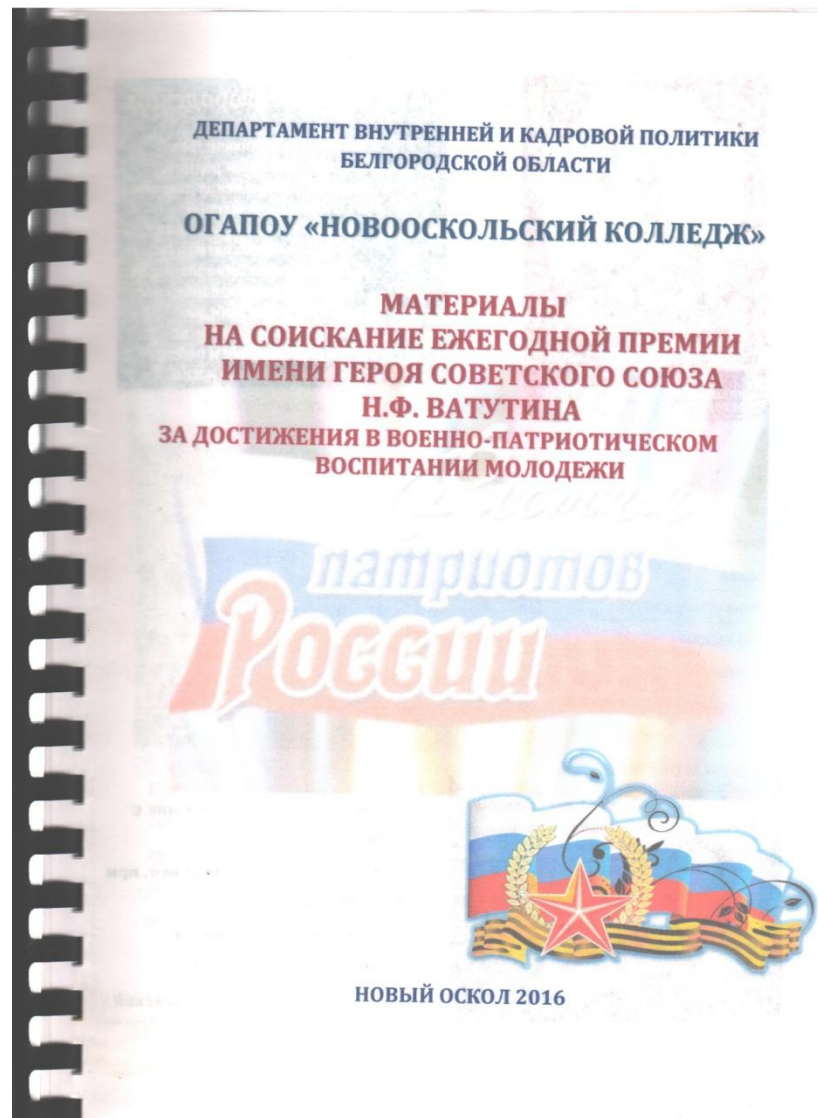 ДЕПАРТАМЕНТ ВНУТРЕННЕЙ И КАДРОВОЙ ПОЛИТИКИ
БЕЛГОРОДСКОЙ ОБЛАСТИ
ОГАПОУ «НОВООСКОЛЬСКИЙ КОЛЛЕДЖ»
МАТЕРИАЛЫ
НА СОИСКАНИЕ ЕЖЕГОДНОЙ ПРЕМИИ
ИМЕНИ ГЕРОЯ СОВЕТСКОГО СОЮЗА
Н.Ф. ВАТУТИНА
ЗА ДОСТИЖЕНИЯ В ВОЕННО-ПАТРИОТИЧЕСКОМ
ВОСПИТАНИИ МОЛОДЕЖИ
патриотов
России
НОВЫЙ ОСКОЛ 2016